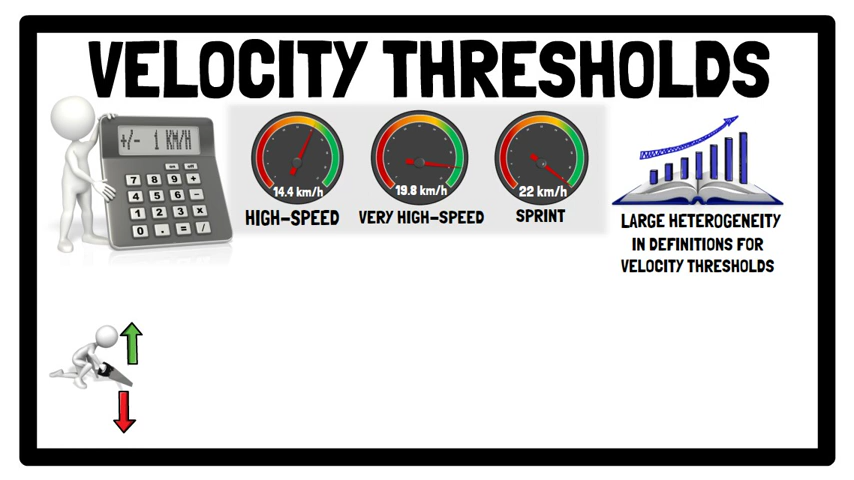 VELOCITY THRESHOLDS
+/- 1 KM/H
7 8 9 +
4 5 6 -
1 2 3 x
0 . = /
14.4 km/h
19.8 km/h
22 km/h
HIGH-SPEED
VERY HIGH-SPEED
SPRINT
LARGE HETEROGENEITY
IN DEFINITIONS FOR
VELOCITY THRESHOLDS